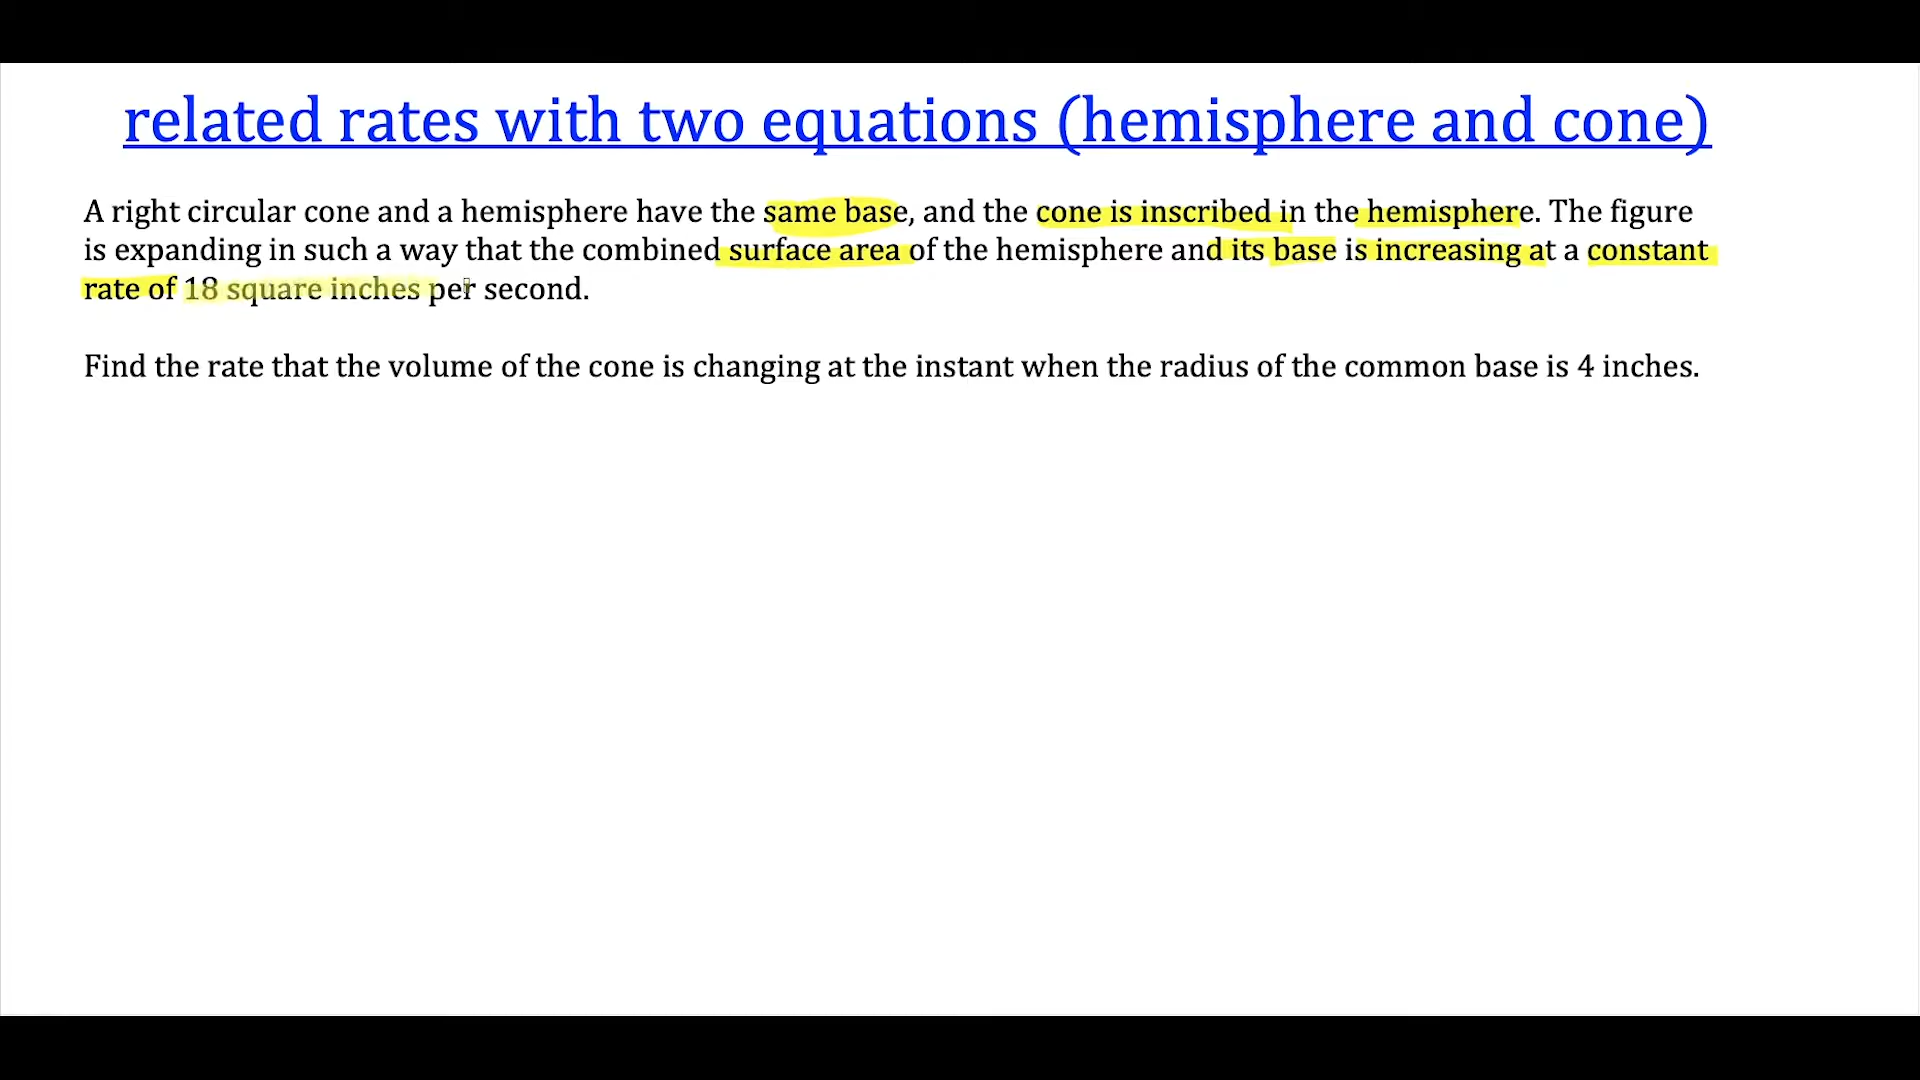 related rates with two equations (hemisphere and cone)
A right circular cone and a hemisphere have the same base, and the cone is inscribed in the hemisphere. The figure
is expanding in such a way that the combined surface area of the hemisphere and its base is increasing at a constant
rate of 18 square inches per second.
Find the rate that the volume of the cone is changing at the instant when the radius of the common base is 4 inches.